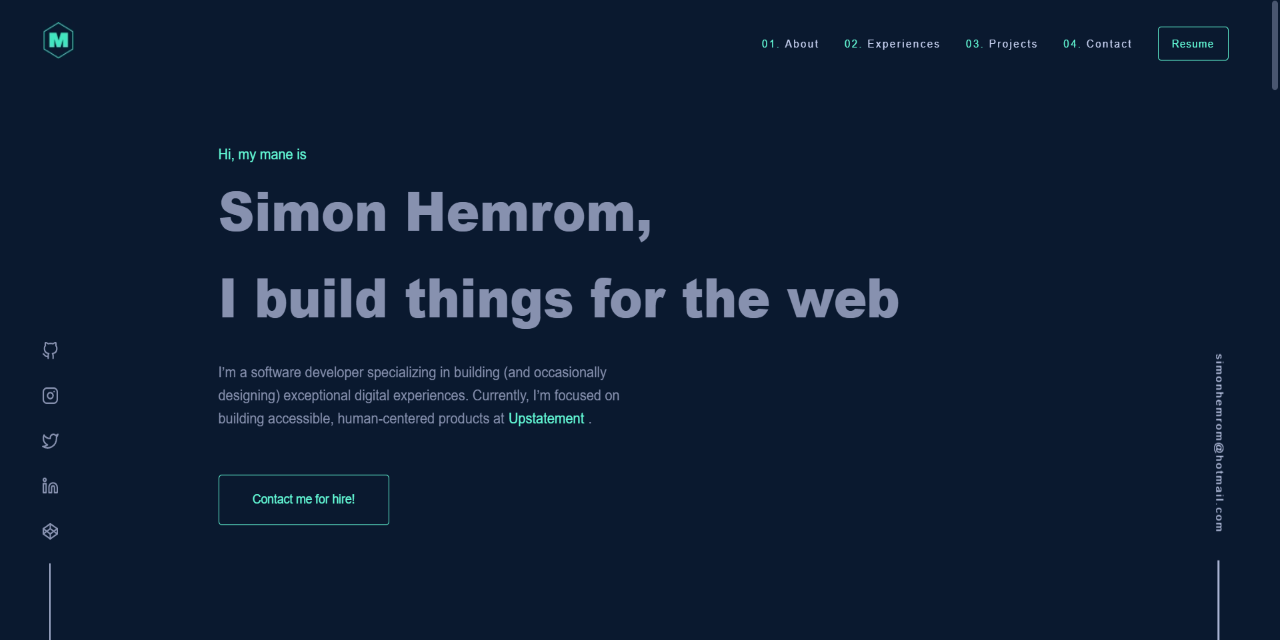 M
01. About 02. Experiences 03. Projects 04. Contact Resume
Hi, my mane is
Simon Hemrom,
I build things for the web
I'm a software developer specializing in building (and occasionally
designing) exceptional digital experiences. Currently, I'm focused on
building accessible, human-centered products at Upstatement .
Contact me for hire!
simonhemrom@hotmail.com